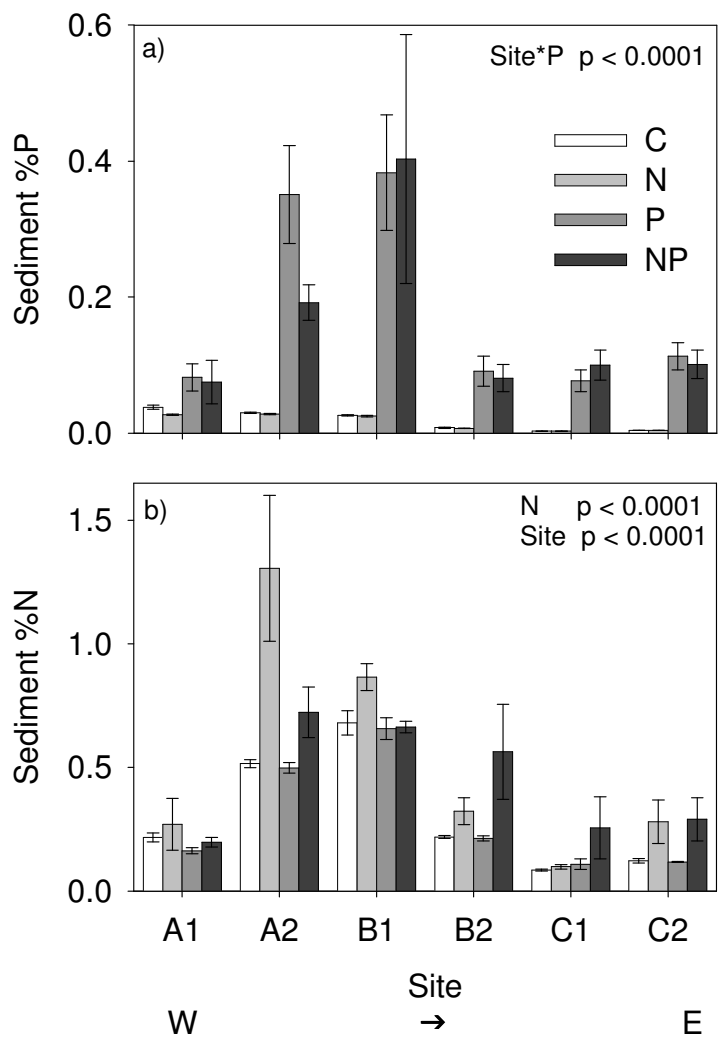 a)
Site*P p < 0.0001
C
N
P
NP
Sediment %P
0.6
0.4
0.2
0.0
b)
N p < 0.0001
Site p < 0.0001
Sediment %N
1.5
1.0
0.5
0.0
A1 A2 B1 B2 C1 C2
Site
W → E